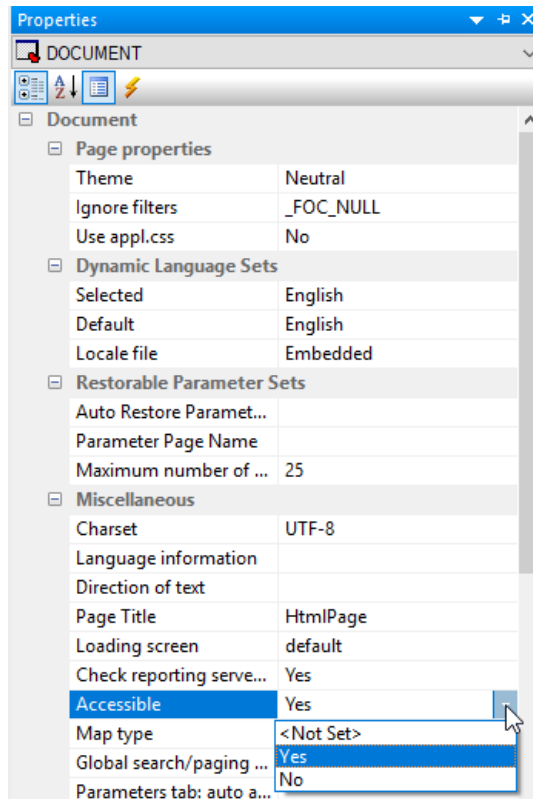 Properties
DOCUMENT
Document
Page properties
Theme Neutral
Ignore filters _FOC_NULL
Use appl.css No
Dynamic Language Sets
Selected English
Default English
Locale file Embedded
Restorable Parameter Sets
Auto Restore Paramet...
Parameter Page Name
Maximum number of ... 25
Miscellaneous
Charset UTF-8
Language information
Direction of text
Page Title HtmlPage
Loading screen default
Check reporting serve... Yes
Accessible Yes
Map type <Not Set>
Global search/paging ... Yes
No
Parameters tab: auto a...